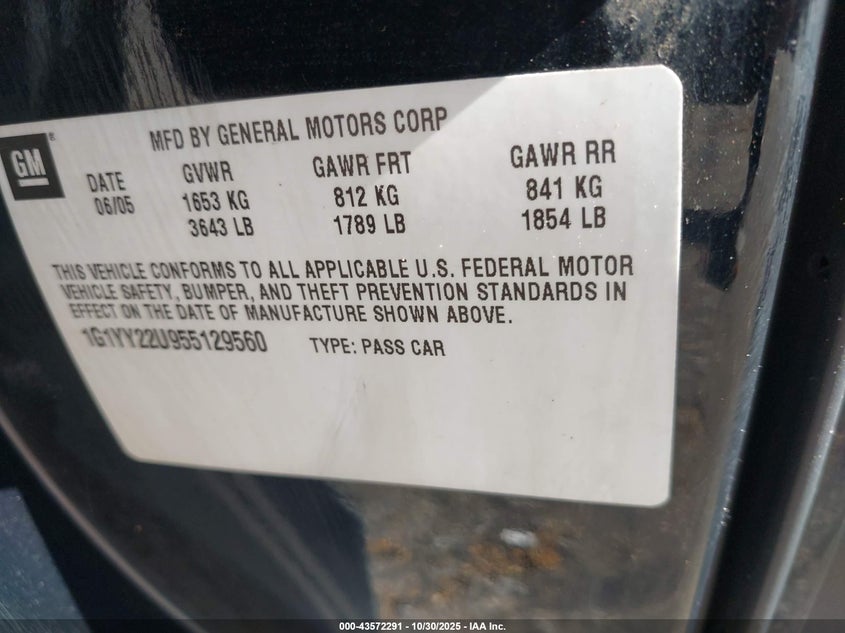 MFD BY GENERAL MOTORS CORP
GM®
DATE GVWR GAWR FRT GAWR RR
06/05 1653 KG 812 KG 841 KG
3643 LB 1789 LB 1854 LB
THIS VEHICLE CONFORMS TO ALL APPLICABLE U.S. FEDERAL MOTOR
VEHICLE SAFETY, BUMPER, AND THEFT PREVENTION STANDARDS IN
EFFECT ON THE DATE OF MANUFACTURE SHOWN ABOVE.
1G1YY22U955129560 TYPE: PASS CAR
000-43572291 - 10/30/2025 - IAA Inc.